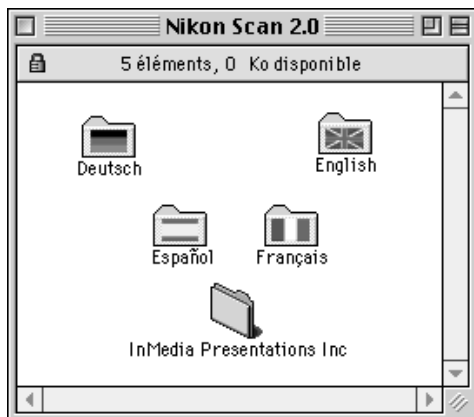 Nikon Scan 2.0
5 éléments, 0 Ko disponible
Deutsch
English
Español
Français
InMedia Presentations Inc